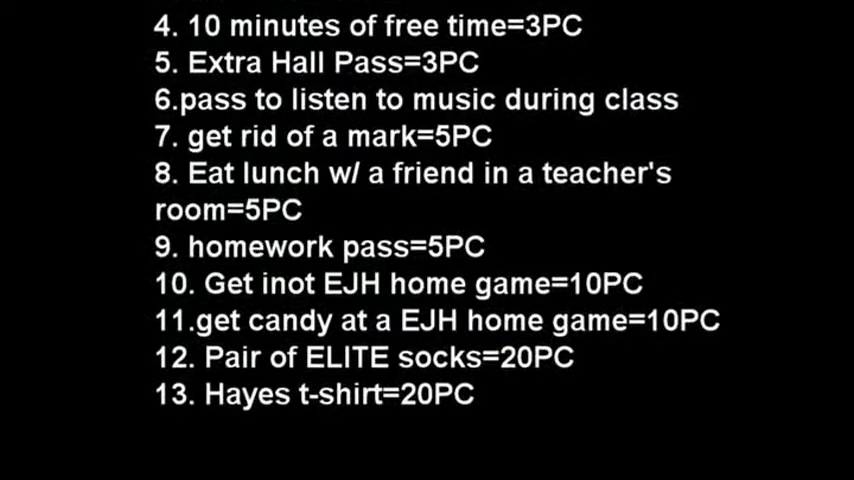 4. 10 minutes of free time=3PC
5. Extra Hall Pass=3PC
6.pass to listen to music during class
7. get rid of a mark=5PC
8. Eat lunch w/ a friend in a teacher's
room=5PC
9. homework pass=5PC
10. Get inot EJH home game=10PC
11.get candy at a EJH home game=10PC
12. Pair of ELITE socks=20PC
13. Hayes t-shirt=20PC